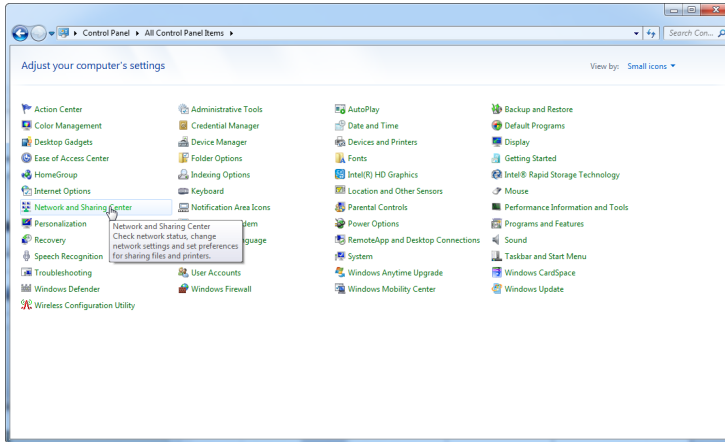 Control Panel ▸ All Control Panel Items ▸
Search Con...
Adjust your computer's settings
View by: Small icons
Action Center Administrative Tools AutoPlay Backup and Restore
Color Management Credential Manager Date and Time Default Programs
Desktop Gadgets Device Manager Devices and Printers Display
Ease of Access Center Folder Options Fonts Getting Started
HomeGroup Indexing Options Intel(R) HD Graphics Intel® Rapid Storage Technology
Internet Options Keyboard Location and Other Sensors Mouse
Network and Sharing Center Notification Area Icons Parental Controls Performance Information and Tools
Personalization Power Options Programs and Features
Recovery RemoteApp and Desktop Connections Sound
Speech Recognition System Taskbar and Start Menu
Troubleshooting User Accounts Windows Anytime Upgrade Windows CardSpace
Windows Defender Windows Firewall Windows Mobility Center Windows Update
Wireless Configuration Utility
Network and Sharing Center
Check network status, change
network settings and set preferences
for sharing files and printers.